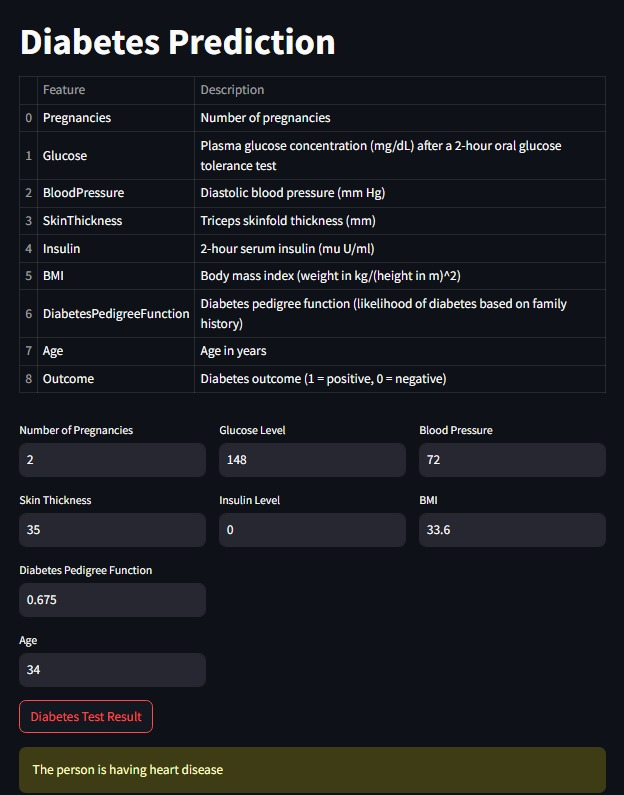 Diabetes Prediction
Feature Description
0 Pregnancies Number of pregnancies
1 Glucose Plasma glucose concentration (mg/dL) after a 2-hour oral glucose
tolerance test
2 BloodPressure Diastolic blood pressure (mm Hg)
3 SkinThickness Triceps skinfold thickness (mm)
4 Insulin 2-hour serum insulin (mu U/ml)
5 BMI Body mass index (weight in kg/(height in m)^2)
6 DiabetesPedigreeFunction Diabetes pedigree function (likelihood of diabetes based on family
history)
7 Age Age in years
8 Outcome Diabetes outcome (1 = positive, 0 = negative)
Number of Pregnancies Glucose Level Blood Pressure
2 148 72
Skin Thickness Insulin Level BMI
35 0 33.6
Diabetes Pedigree Function
0.675
Age
34
Diabetes Test Result
The person is having heart disease